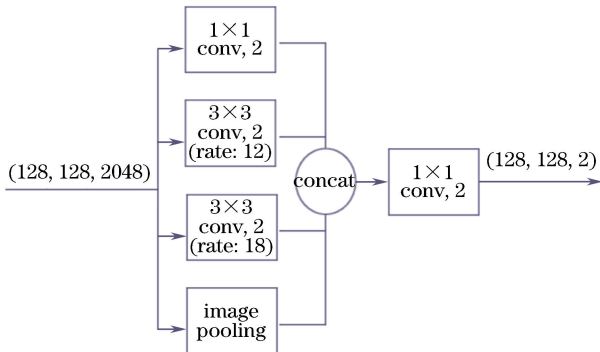 (128, 128, 2048)
1×1
conv, 2
3×3
conv, 2
(rate: 12)
3×3
conv, 2
(rate: 18)
image
pooling
concat
1×1
conv, 2
(128, 128, 2)